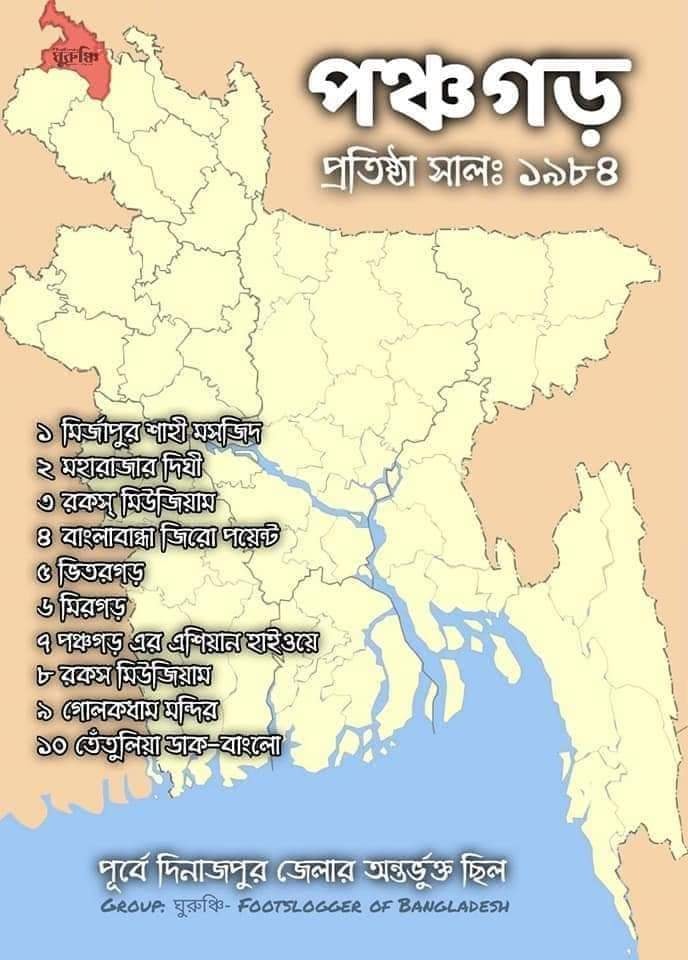 ঘুরুঞ্চি
পঞ্চগড়
প্রতিষ্ঠা সালঃ ১৯৮৪
১ মির্জাপুর শাহী মসজিদ
২ মহারাজার দিঘী
৩ রকস্ মিউজিয়াম
৪ বাংলাবান্ধা জিরো পয়েন্ট
৫ ভিতরগড়
৬ মিরগড়
৭ পঞ্চগড় এর এশিয়ান হাইওয়ে
৮ রকস মিউজিয়াম
৯ গোলকধাম মন্দির
১০ তেঁতুলিয়া ডাক-বাংলো
পূর্বে দিনাজপুর জেলার অন্তর্ভুক্ত ছিল
GROUP: ঘুরুঞ্চি- FOOTSLOGGER OF BANGLADESH